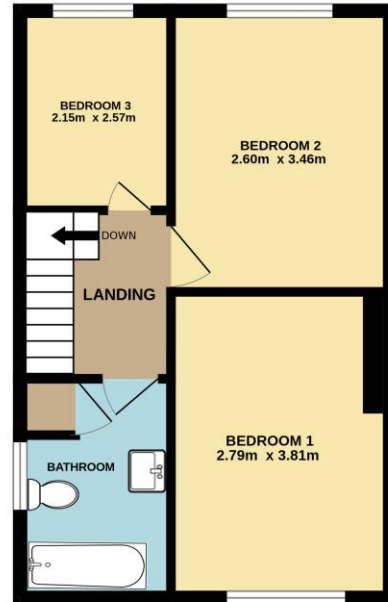 BEDROOM 3
2.15m x 2.57m
BEDROOM 2
2.60m x 3.46m
DOWN
LANDING
BATHROOM
BEDROOM 1
2.79m x 3.81m